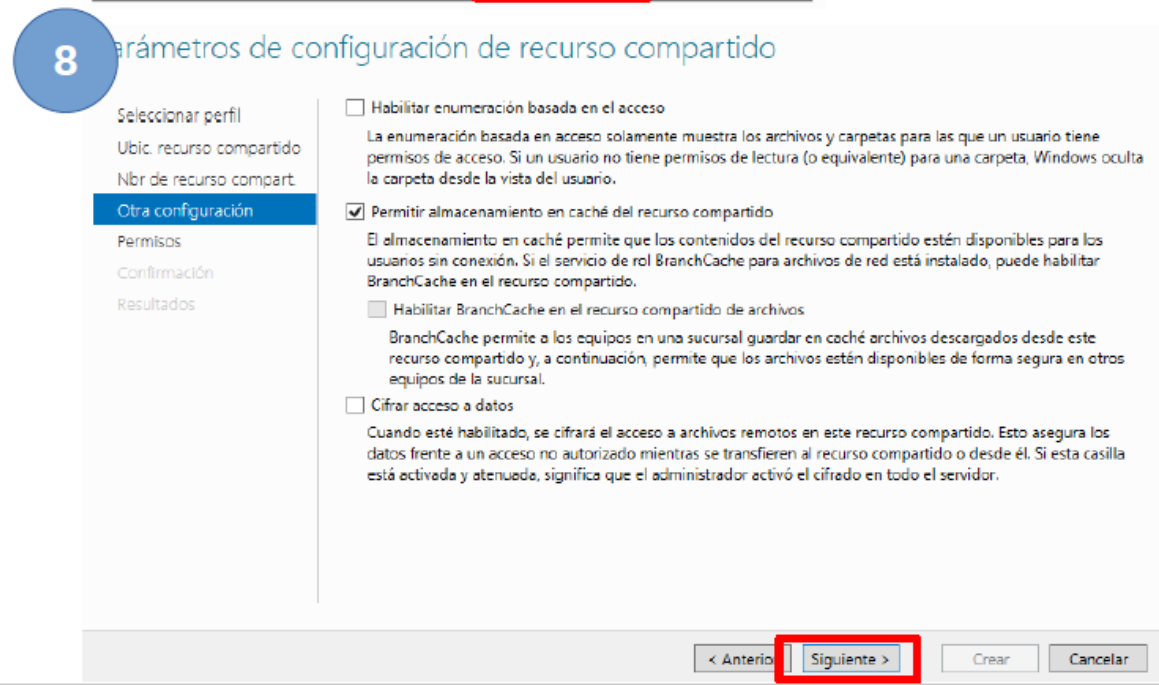 8
arámetros de configuración de recurso compartido
Seleccionar perfil
Ubic. recurso compartido
Nbr de recurso compart.
Otra configuración
Permisos
Confirmación
Resultados
Habilitar enumeración basada en el acceso
La enumeración basada en acceso solamente muestra los archivos y carpetas para las que un usuario tiene
permisos de acceso. Si un usuario no tiene permisos de lectura (o equivalente) para una carpeta, Windows oculta
la carpeta desde la vista del usuario.
Permitir almacenamiento en caché del recurso compartido
El almacenamiento en caché permite que los contenidos del recurso compartido estén disponibles para los
usuarios sin conexión. Si el servicio de rol BranchCache para archivos de red está instalado, puede habilitar
BranchCache en el recurso compartido.
Habilitar BranchCache en el recurso compartido de archivos
BranchCache permite a los equipos en una sucursal guardar en caché archivos descargados desde este
recurso compartido y, a continuación, permite que los archivos estén disponibles de forma segura en otros
equipos de la sucursal.
Cifrar acceso a datos
Cuando esté habilitado, se cifrará el acceso a archivos remotos en este recurso compartido. Esto asegura los
datos frente a un acceso no autorizado mientras se transfieren al recurso compartido o desde él. Si esta casilla
está activada y atenuada, significa que el administrador activó el cifrado en todo el servidor.
< Anterio
Siguiente >
Crear
Cancelar